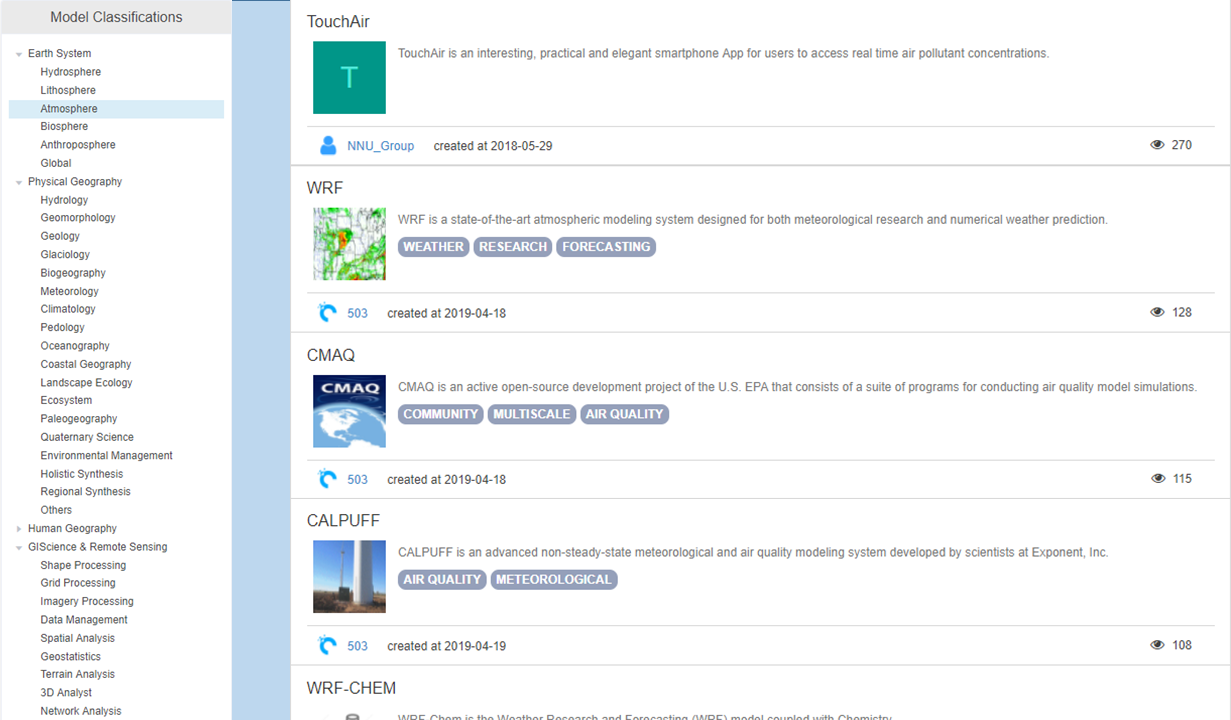 Model Classifications
Earth System
Hydrosphere
Lithosphere
Atmosphere
Biosphere
Anthroposphere
Global
Physical Geography
Hydrology
Geomorphology
Geology
Glaciology
Biogeography
Meteorology
Climatology
Pedology
Oceanography
Coastal Geography
Landscape Ecology
Ecosystem
Paleogeography
Quaternary Science
Environmental Management
Holistic Synthesis
Regional Synthesis
Others
Human Geography
GIScience & Remote Sensing
Shape Processing
Grid Processing
Imagery Processing
Data Management
Spatial Analysis
Geostatistics
Terrain Analysis
3D Analyst
Network Analysis
TouchAir
T
TouchAir is an interesting, practical and elegant smartphone App for users to access real time air pollutant concentrations.
NNU_Group created at 2018-05-29 270
WRF
WRF is a state-of-the-art atmospheric modeling system designed for both meteorological research and numerical weather prediction.
WEATHER RESEARCH FORECASTING
503 created at 2019-04-18 128
CMAQ
CMAQ
CMAQ is an active open-source development project of the U.S. EPA that consists of a suite of programs for conducting air quality model simulations.
COMMUNITY MULTISCALE AIR QUALITY
503 created at 2019-04-18 115
CALPUFF
CALPUFF is an advanced non-steady-state meteorological and air quality modeling system developed by scientists at Exponent, Inc.
AIR QUALITY METEOROLOGICAL
503 created at 2019-04-19 108
WRF-CHEM
WRF-Chem is the Weather Research and Forecasting (WRF) model coupled with Chemistry.